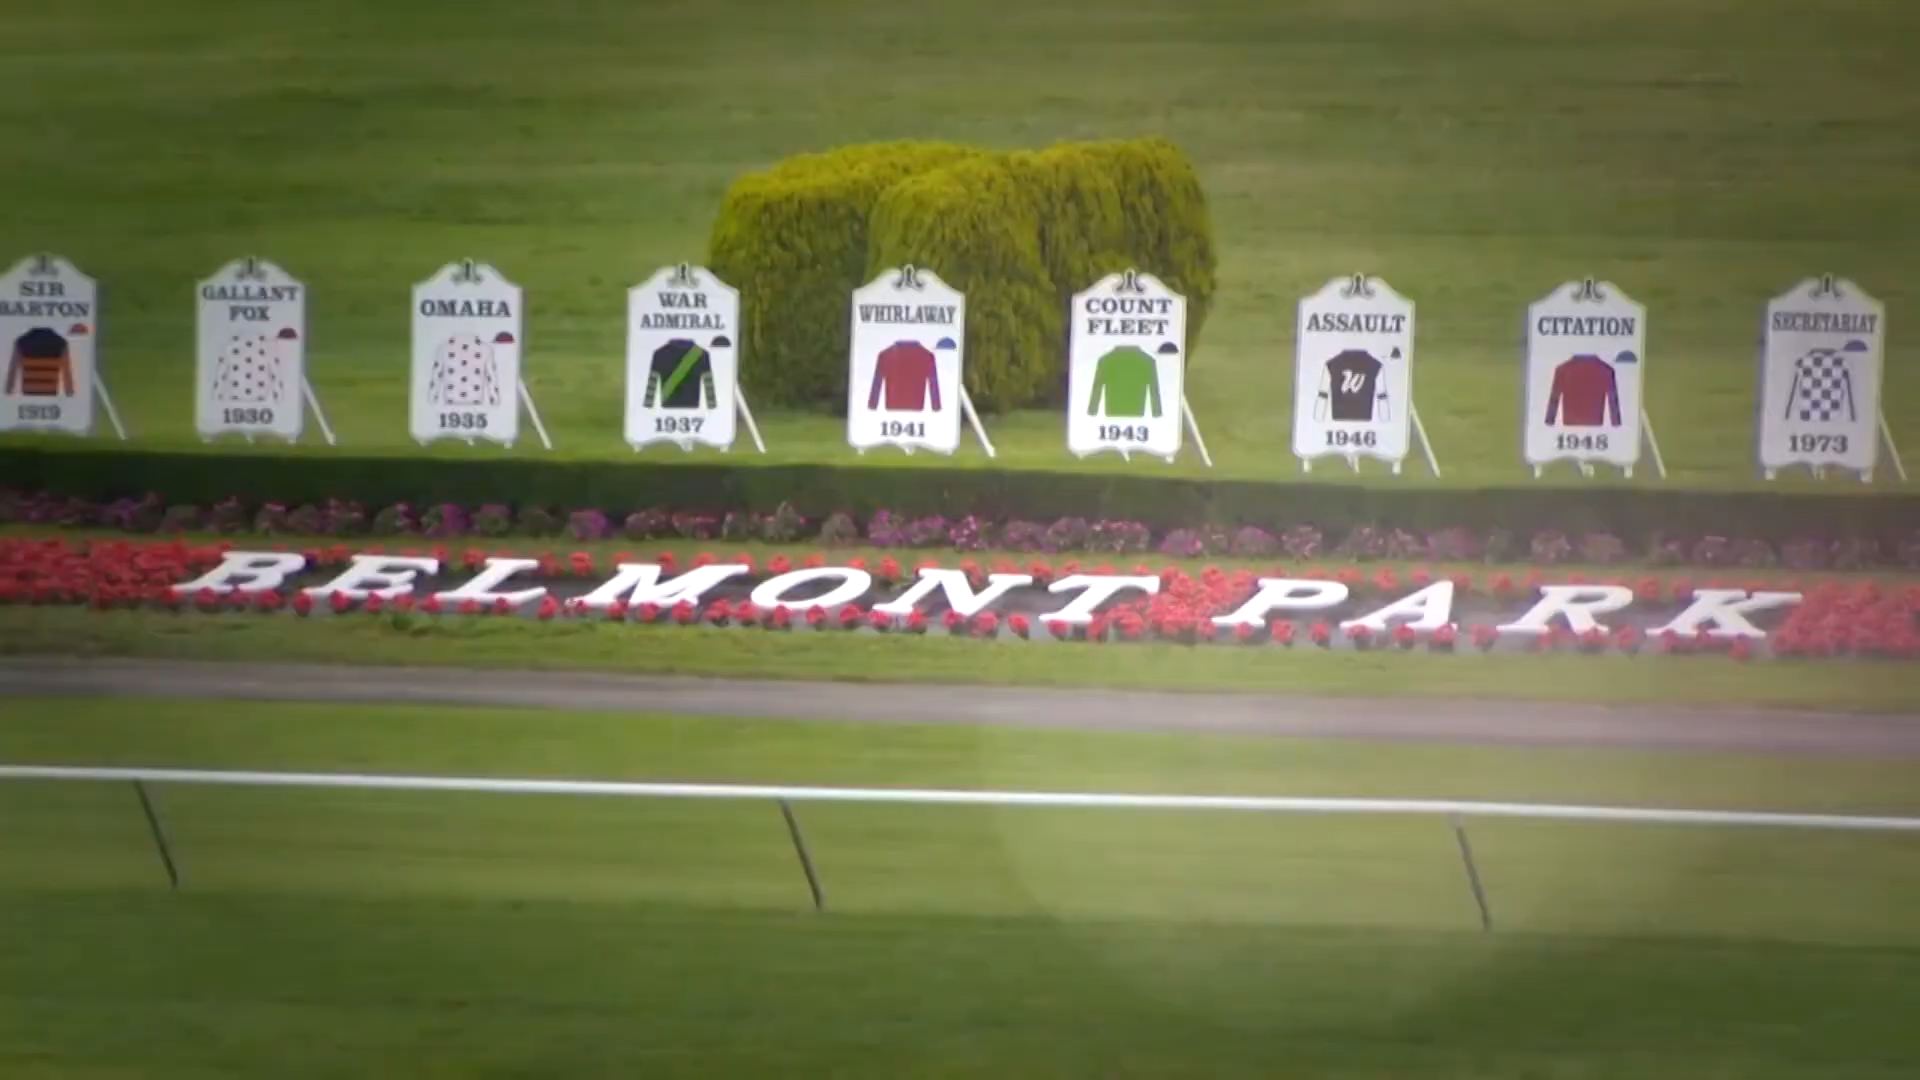 SIR
BARTON
1919
GALLANT
FOX
1930
OMAHA
1935
WAR
ADMIRAL
1937
WHIRLAWAY
1941
COUNT
FLEET
1943
ASSAULT
W
1946
CITATION
1948
SECRETARIAT
1973
BELMONT PARK